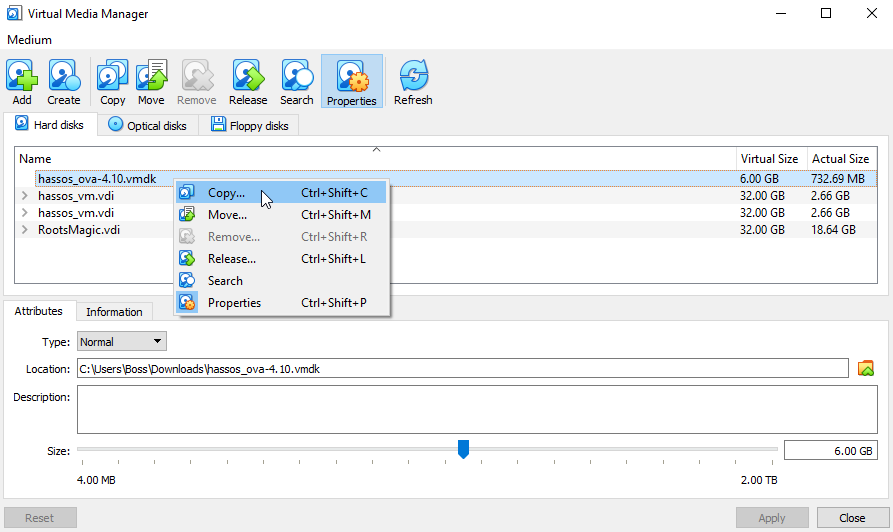 Virtual Media Manager
Medium
Add Create Copy Move Remove Release Search Properties Refresh
Hard disks Optical disks Floppy disks
Name Virtual Size Actual Size
hassos_ova-4.10.vmdk 6.00 GB 732.69 MB
hassos_vm.vdi 32.00 GB 2.66 GB
hassos_vm.vdi 32.00 GB 2.66 GB
RootsMagic.vdi 32.00 GB 18.64 GB
Copy... Ctrl+Shift+C
Move... Ctrl+Shift+M
Remove... Ctrl+Shift+R
Release... Ctrl+Shift+L
Search
Properties Ctrl+Shift+P
Attributes Information
Type: Normal
Location: C:\Users\Boss\Downloads\hassos_ova-4.10.vmdk
Description:
Size: 6.00 GB
4.00 MB 2.00 TB
Reset Apply Close